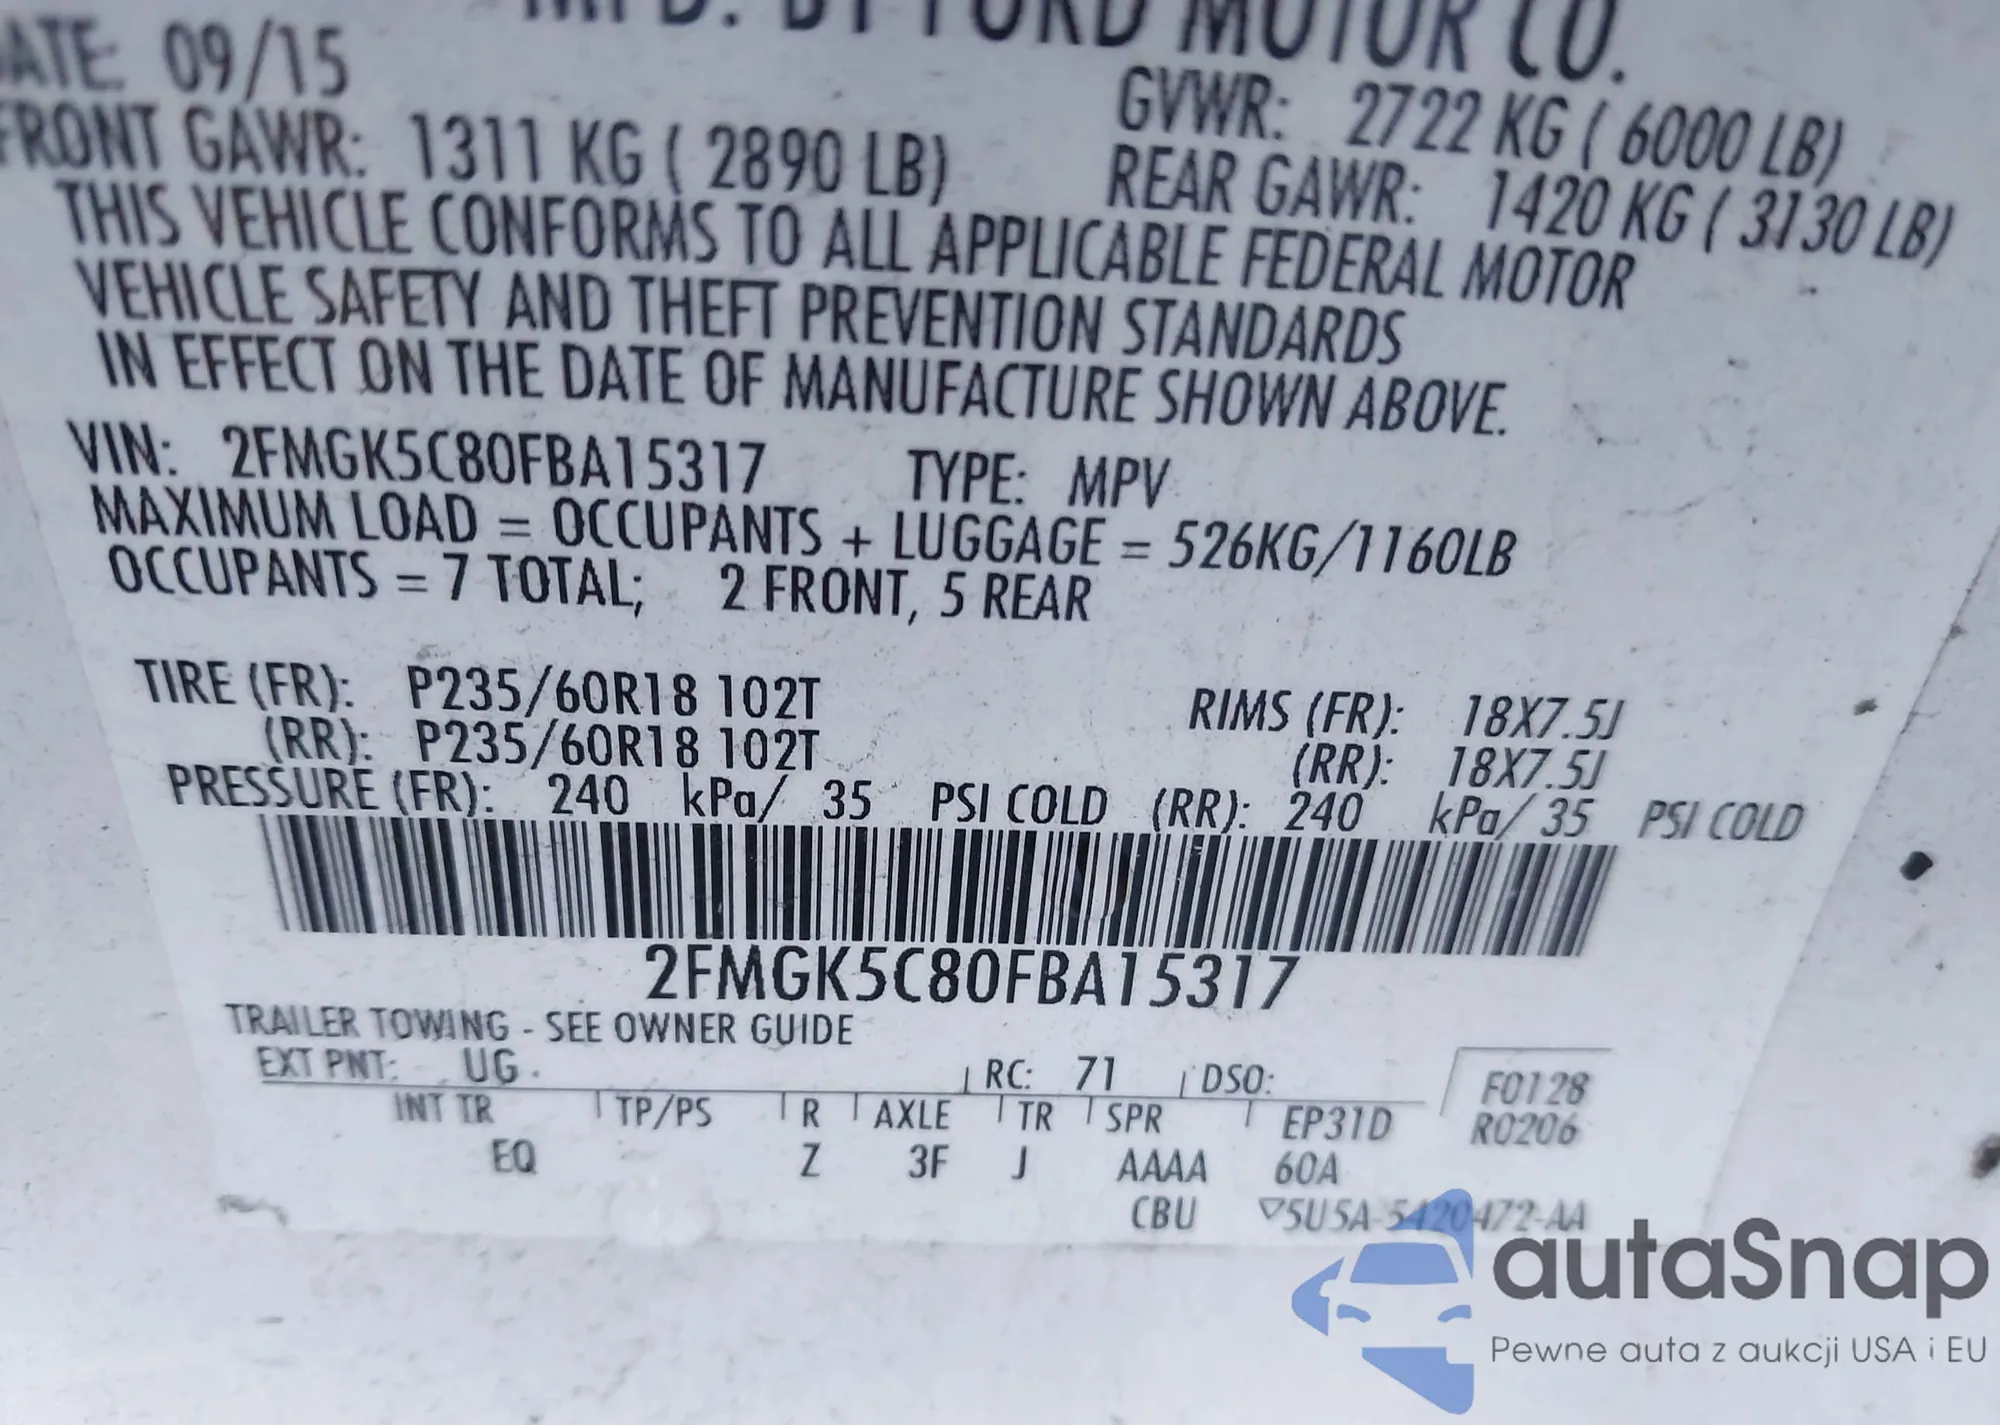 MFD. BY FORD MOTOR CO.
DATE: 09/15
GVWR: 2722 KG ( 6000 LB)
FRONT GAWR: 1311 KG ( 2890 LB)
REAR GAWR: 1420 KG ( 3130 LB)
THIS VEHICLE CONFORMS TO ALL APPLICABLE FEDERAL MOTOR
VEHICLE SAFETY AND THEFT PREVENTION STANDARDS
IN EFFECT ON THE DATE OF MANUFACTURE SHOWN ABOVE.
VIN: 2FMGK5C80FBA15317 TYPE: MPV
MAXIMUM LOAD = OCCUPANTS + LUGGAGE = 526KG/1160LB
OCCUPANTS = 7 TOTAL; 2 FRONT, 5 REAR
TIRE (FR): P235/60R18 102T RIMS (FR): 18X7.5J
(RR): P235/60R18 102T (RR): 18X7.5J
PRESSURE (FR): 240 kPa/ 35 PSI COLD (RR): 240 kPa/ 35 PSI COLD
2FMGK5C80FBA15317
TRAILER TOWING - SEE OWNER GUIDE
EXT PNT: UG RC: 71 DSO: F0128
INT TR TP/PS R AXLE TR SPR EP31D R0206
EQ Z 3F J AAAA 60A
CBU ▽5U5A-5420472-AA
autaSnap
Pewne auta z aukcji USA i EU